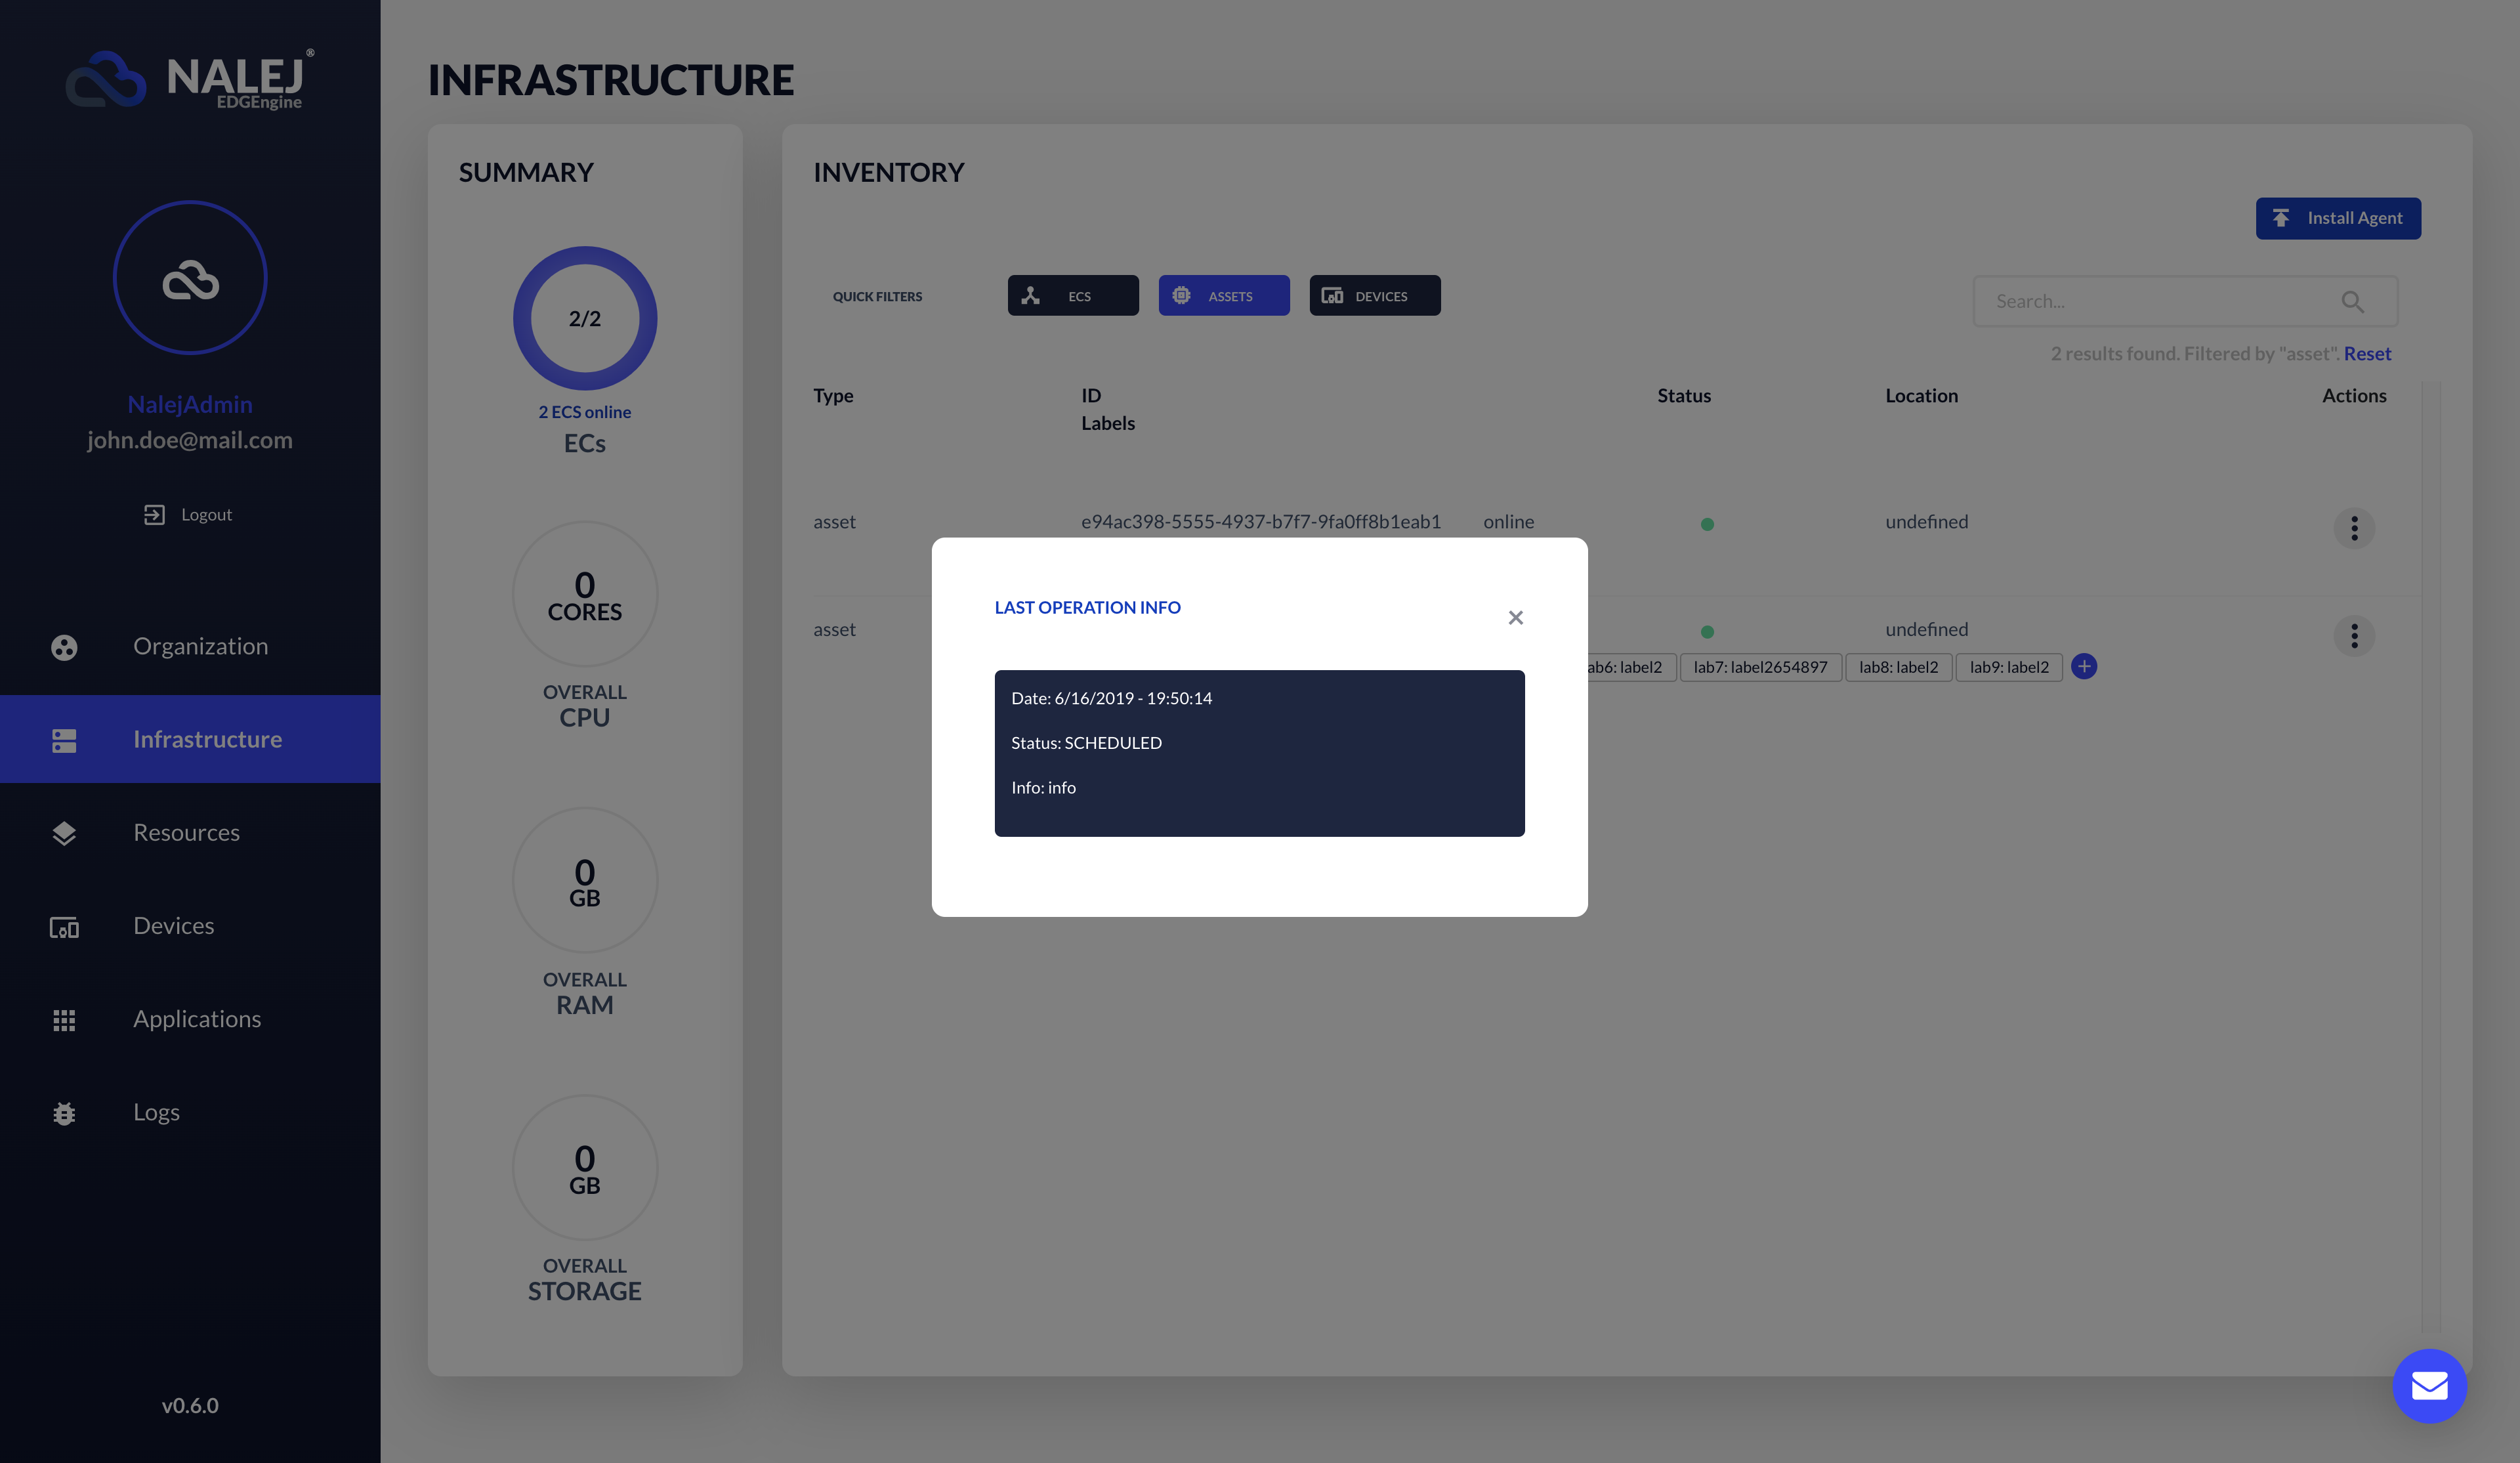 NALEJ®
EDGEngine
NalejAdmin
john.doe@mail.com
Logout
Organization
Infrastructure
Resources
Devices
Applications
Logs
v0.6.0
INFRASTRUCTURE
SUMMARY
2/2
2 ECS online
ECs
0
CORES
OVERALL
CPU
0
GB
OVERALL
RAM
0
GB
OVERALL
STORAGE
INVENTORY
Install Agent
QUICK FILTERS ECS ASSETS DEVICES Search...
2 results found. Filtered by "asset". Reset
Type ID Status Location Actions
Labels
asset e94ac398-5555-4937-b7f7-9fa0ff8b1eab1 online undefined
asset undefined
lab7: label2654897 lab8: label2 lab9: label2
LAST OPERATION INFO
Date: 6/16/2019 - 19:50:14
Status: SCHEDULED
Info: info